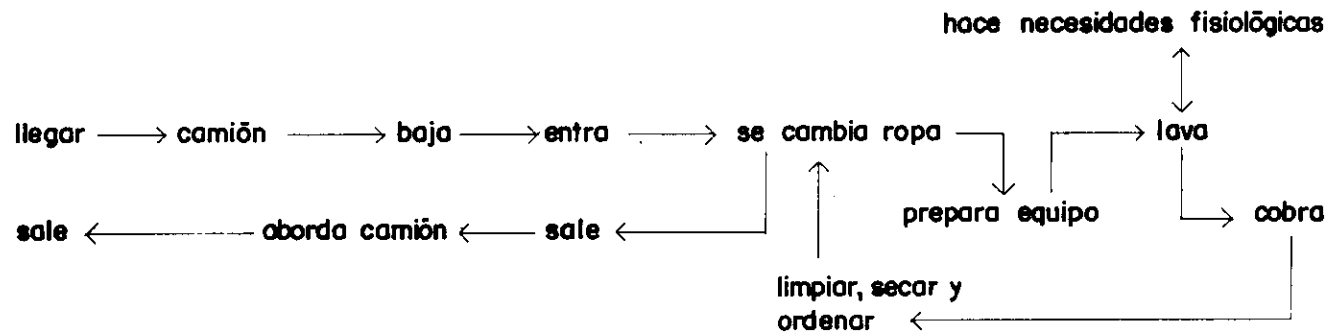 hace necesidades fisiológicas
llegar camión baja entra se cambia ropa lava
prepara equipo cobra
sale aborda camión sale
limpiar, secar y
ordenar